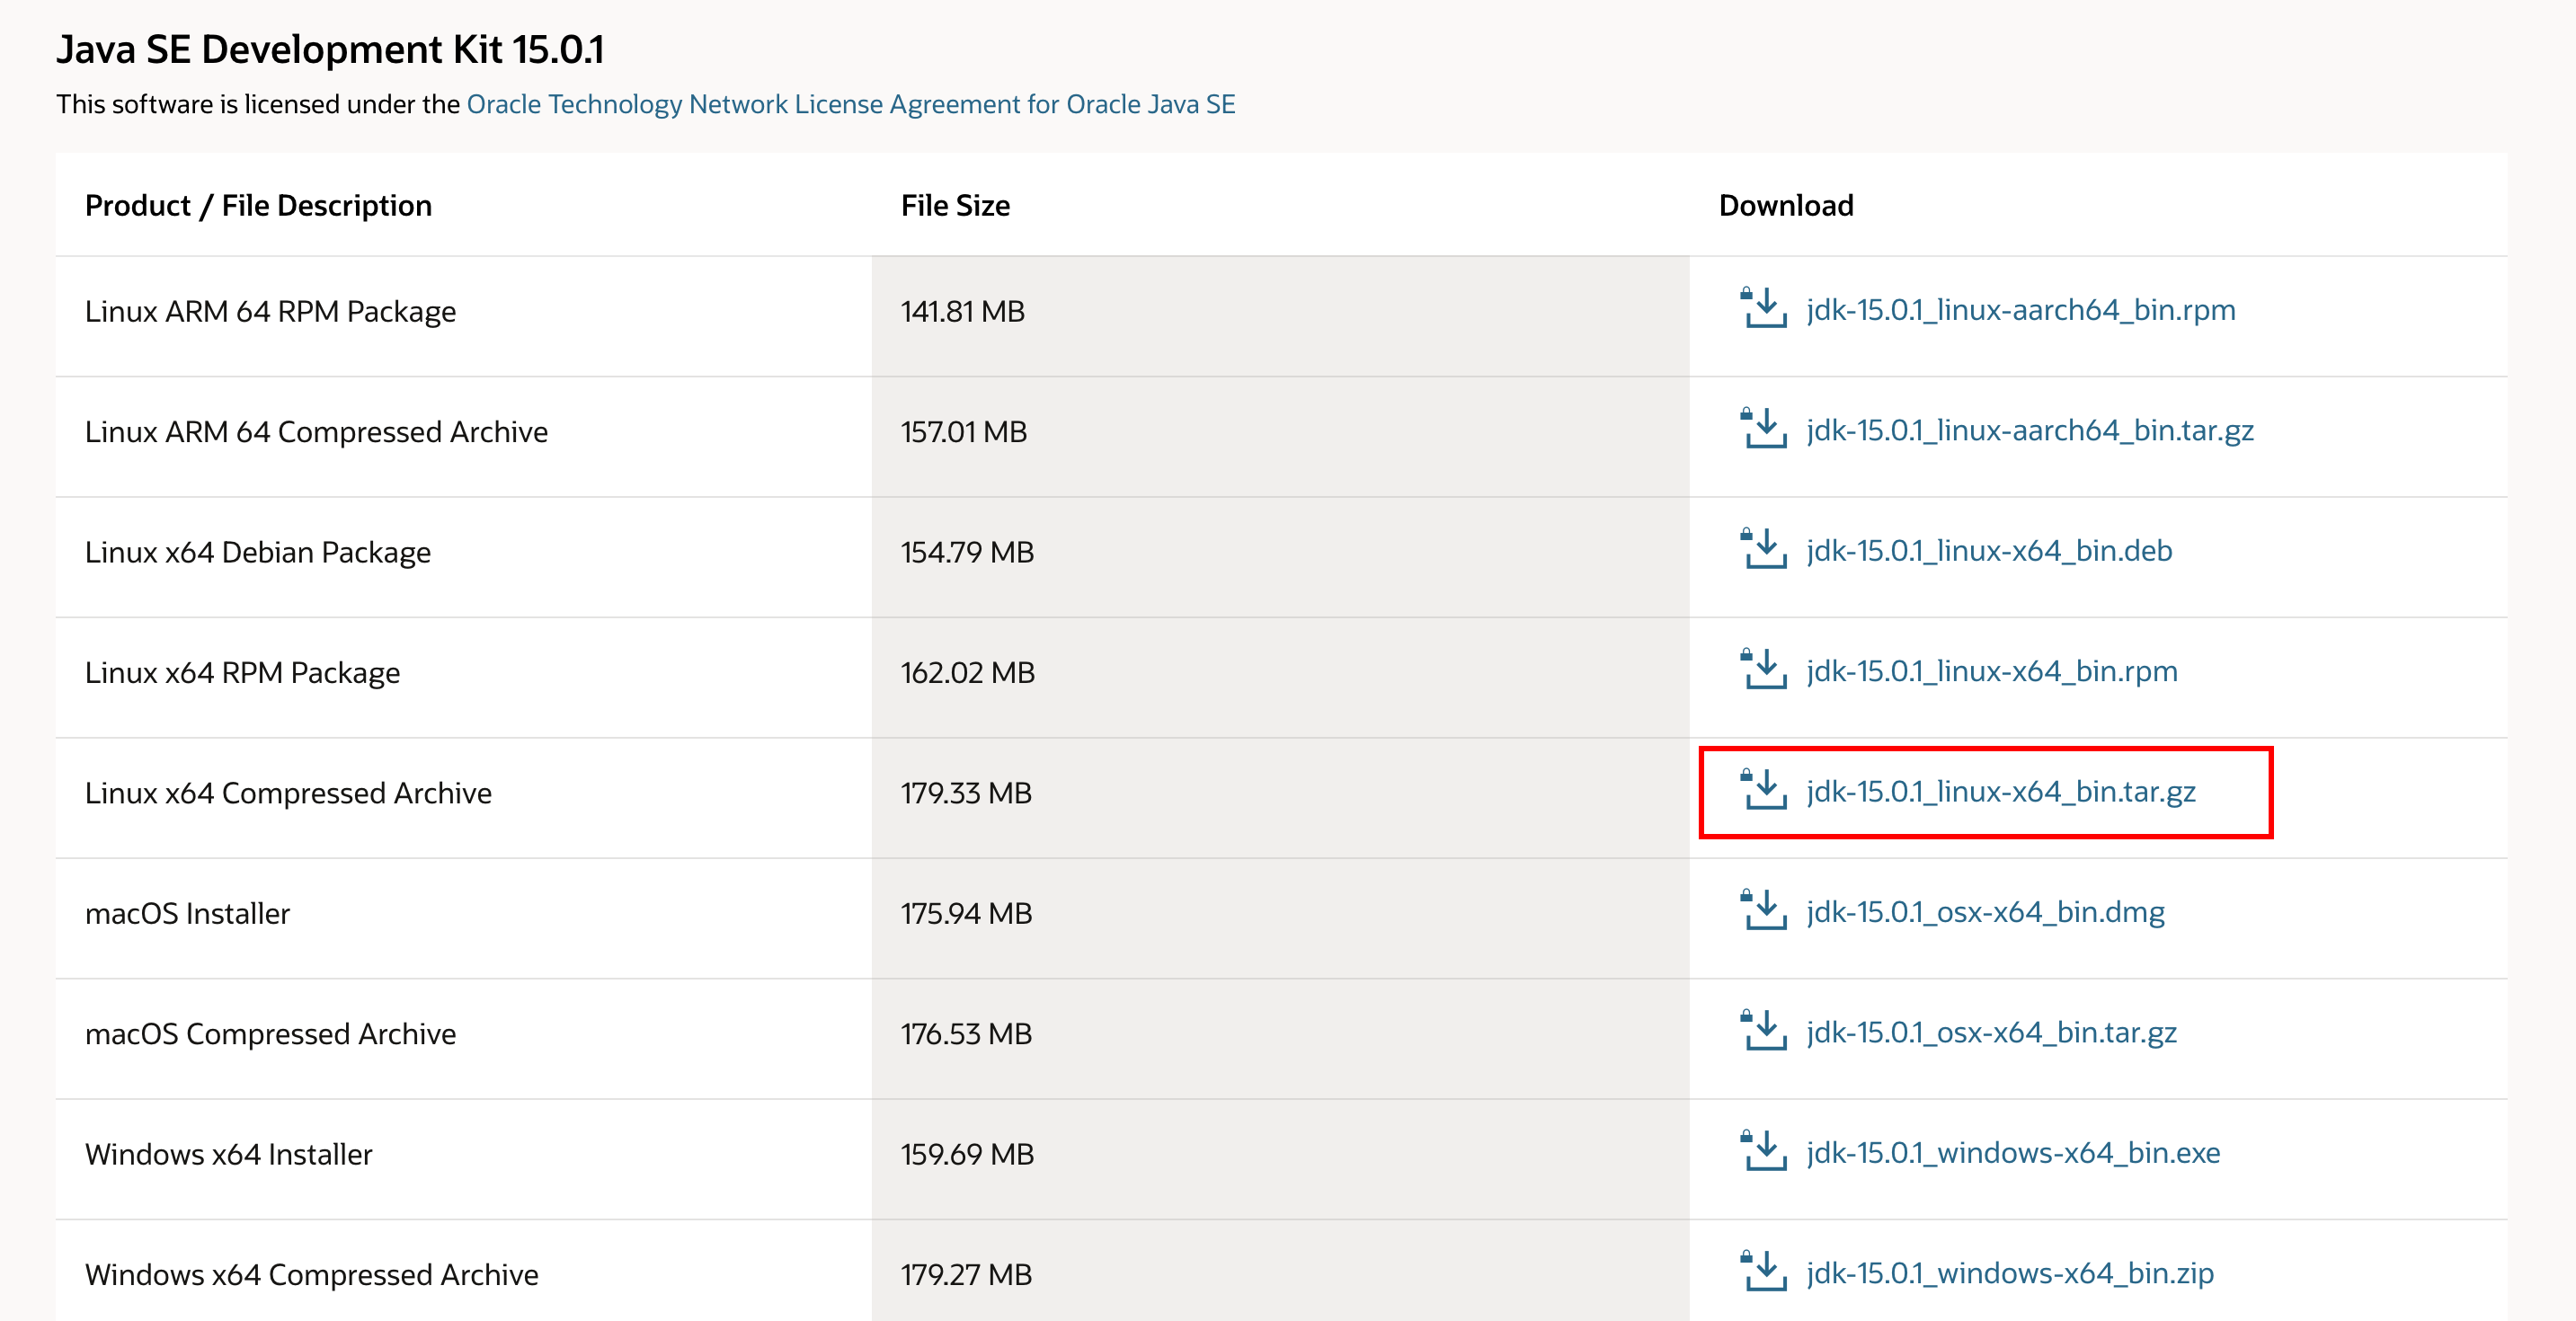 Java SE Development Kit 15.0.1
This software is licensed under the Oracle Technology Network License Agreement for Oracle Java SE
Product / File Description File Size Download
Linux ARM 64 RPM Package 141.81 MB jdk-15.0.1_linux-aarch64_bin.rpm
Linux ARM 64 Compressed Archive 157.01 MB jdk-15.0.1_linux-aarch64_bin.tar.gz
Linux x64 Debian Package 154.79 MB jdk-15.0.1_linux-x64_bin.deb
Linux x64 RPM Package 162.02 MB jdk-15.0.1_linux-x64_bin.rpm
Linux x64 Compressed Archive 179.33 MB jdk-15.0.1_linux-x64_bin.tar.gz
macOS Installer 175.94 MB jdk-15.0.1_osx-x64_bin.dmg
macOS Compressed Archive 176.53 MB jdk-15.0.1_osx-x64_bin.tar.gz
Windows x64 Installer 159.69 MB jdk-15.0.1_windows-x64_bin.exe
Windows x64 Compressed Archive 179.27 MB jdk-15.0.1_windows-x64_bin.zip